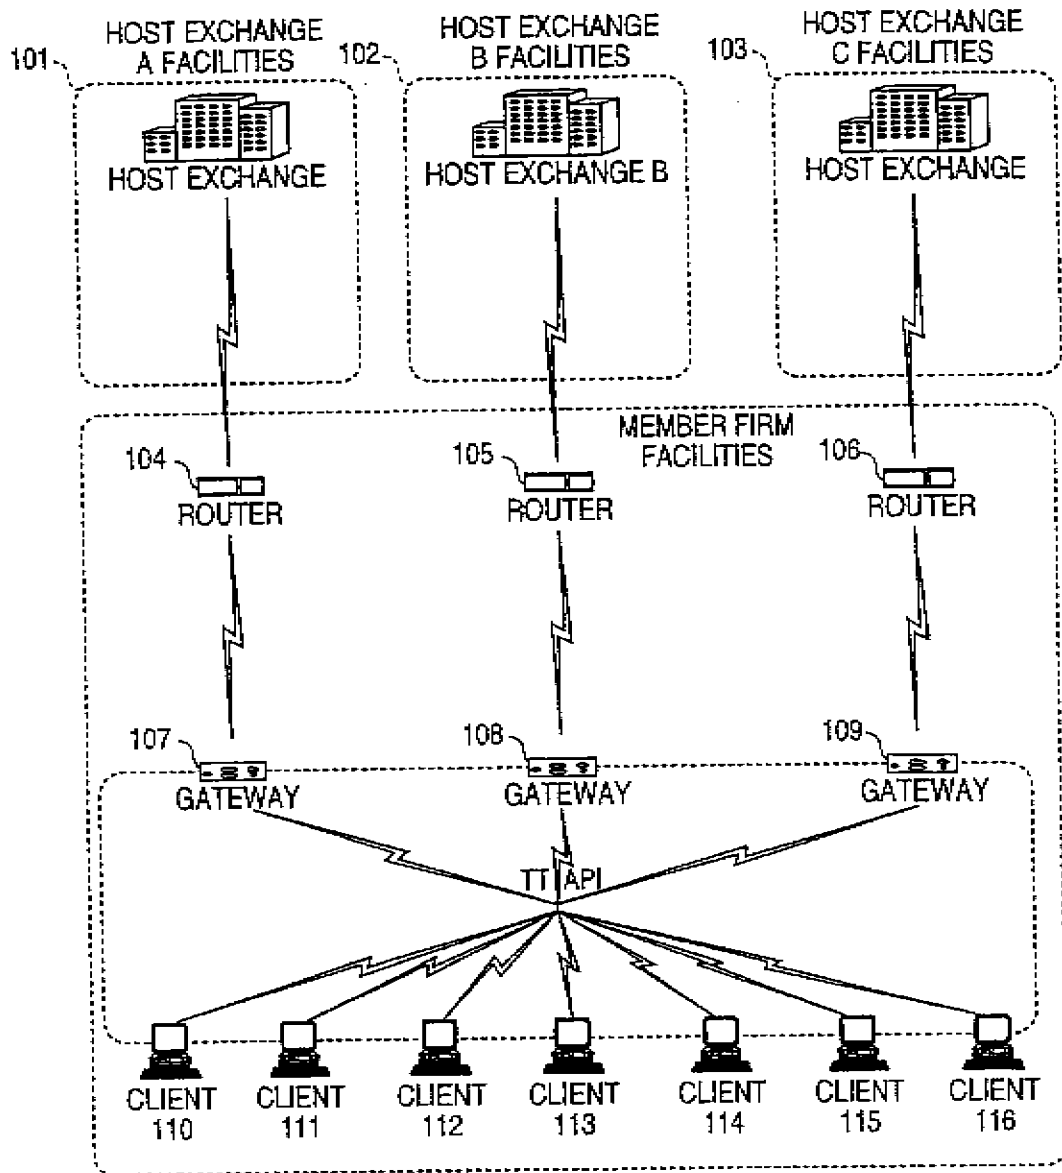 HOST EXCHANGE
A FACILITIES
HOST EXCHANGE
B FACILITIES
HOST EXCHANGE
C FACILITIES
101
102
103
HOST EXCHANGE
HOST EXCHANGE B
HOST EXCHANGE
MEMBER FIRM
FACILITIES
104
105
106
ROUTER
ROUTER
ROUTER
107
108
109
GATEWAY
GATEWAY
GATEWAY
TT API
CLIENT
110
CLIENT
111
CLIENT
112
CLIENT
113
CLIENT
114
CLIENT
115
CLIENT
116